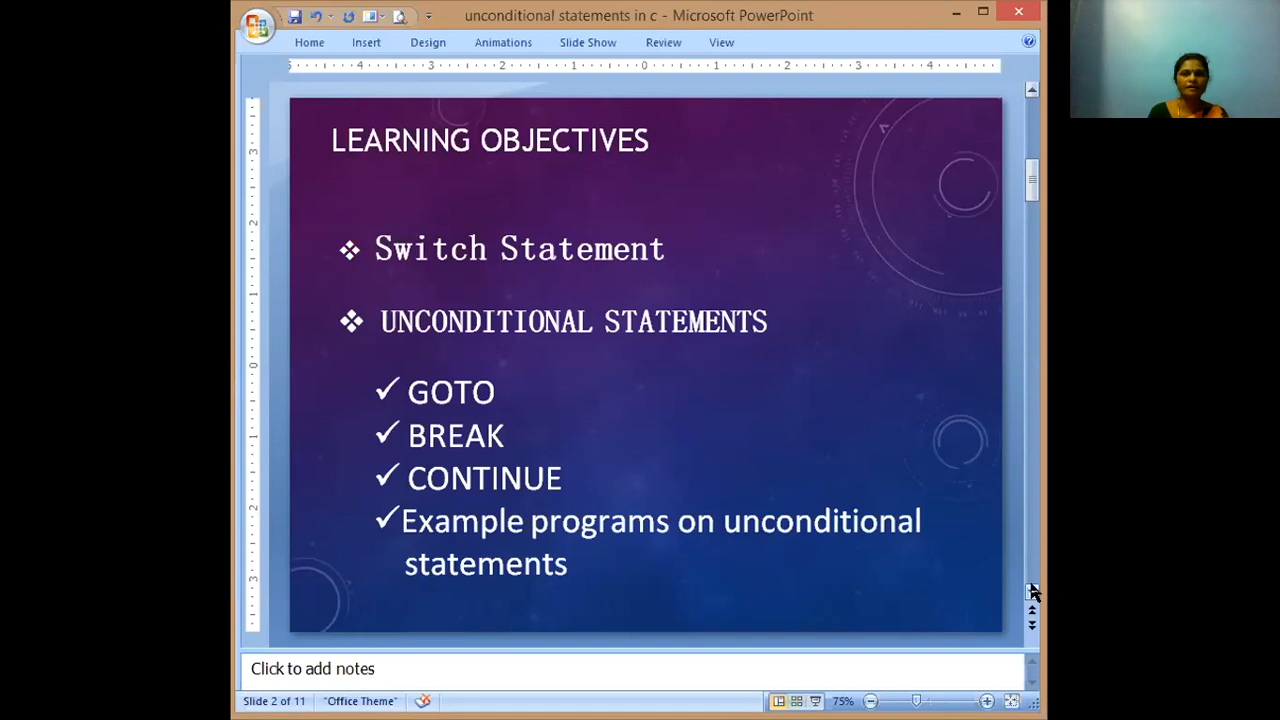 unconditional statements in c - Microsoft PowerPoint
Home Insert Design Animations Slide Show Review View
LEARNING OBJECTIVES
❖ Switch Statement
❖ UNCONDITIONAL STATEMENTS
✓ GOTO
✓ BREAK
✓ CONTINUE
✓Example programs on unconditional
statements
Click to add notes
Slide 2 of 11 "Office Theme" 75%